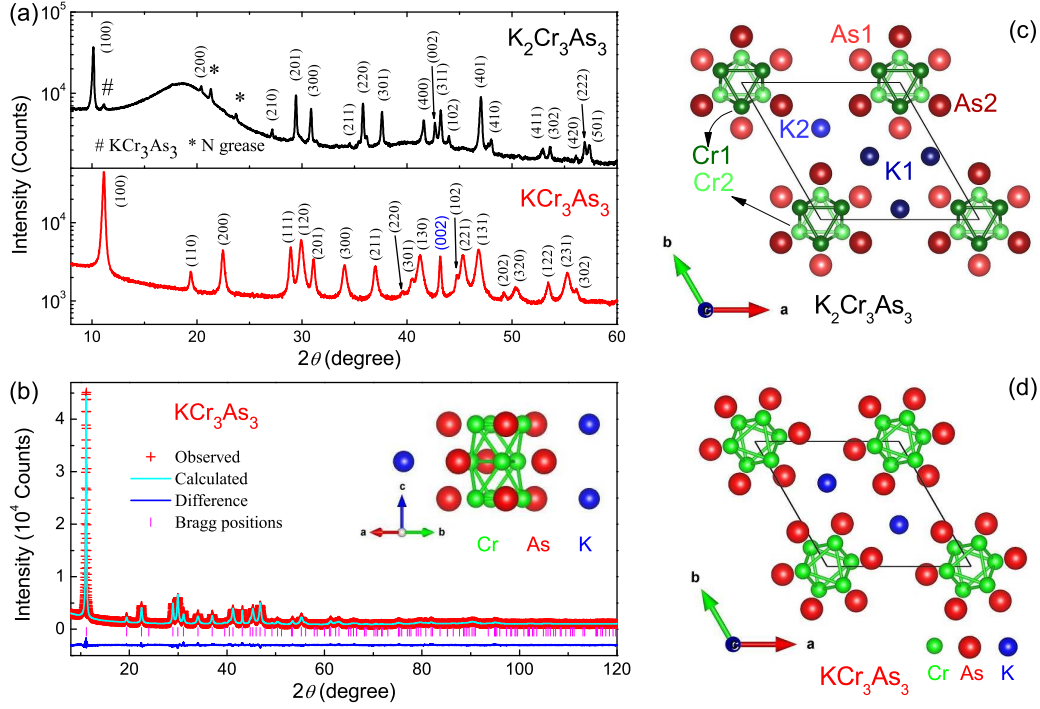 (a)
Intensity (Counts)
10^5
10^4
10^4
10^3
(100)
#
(200)
*
*
(210)
(201)
(300)
(211)
(220)
(301)
(400)
(002)
(311)
(102)
(401)
(410)
(411)
(302)
(420)
(222)
(501)
K₂Cr₃As₃
# KCr₃As₃ * N grease
KCr₃As₃
(100)
(110)
(200)
(111)
(120)
(201)
(300)
(211)
(220)
(301)
(130)
(002)
(102)
(221)
(131)
(202)
(320)
(122)
(231)
(302)
10 20 30 40 50 60
2θ (degree)
(b)
Intensity (10^4 Counts)
4
3
2
1
0
KCr₃As₃
Observed
Calculated
Difference
Bragg positions
c
a b
Cr As K
20 40 60 80 100 120
2θ (degree)
(c)
As1
As2
K2
K1
Cr1
Cr2
b
c
a
K₂Cr₃As₃
(d)
b
c
a
KCr₃As₃
Cr As K